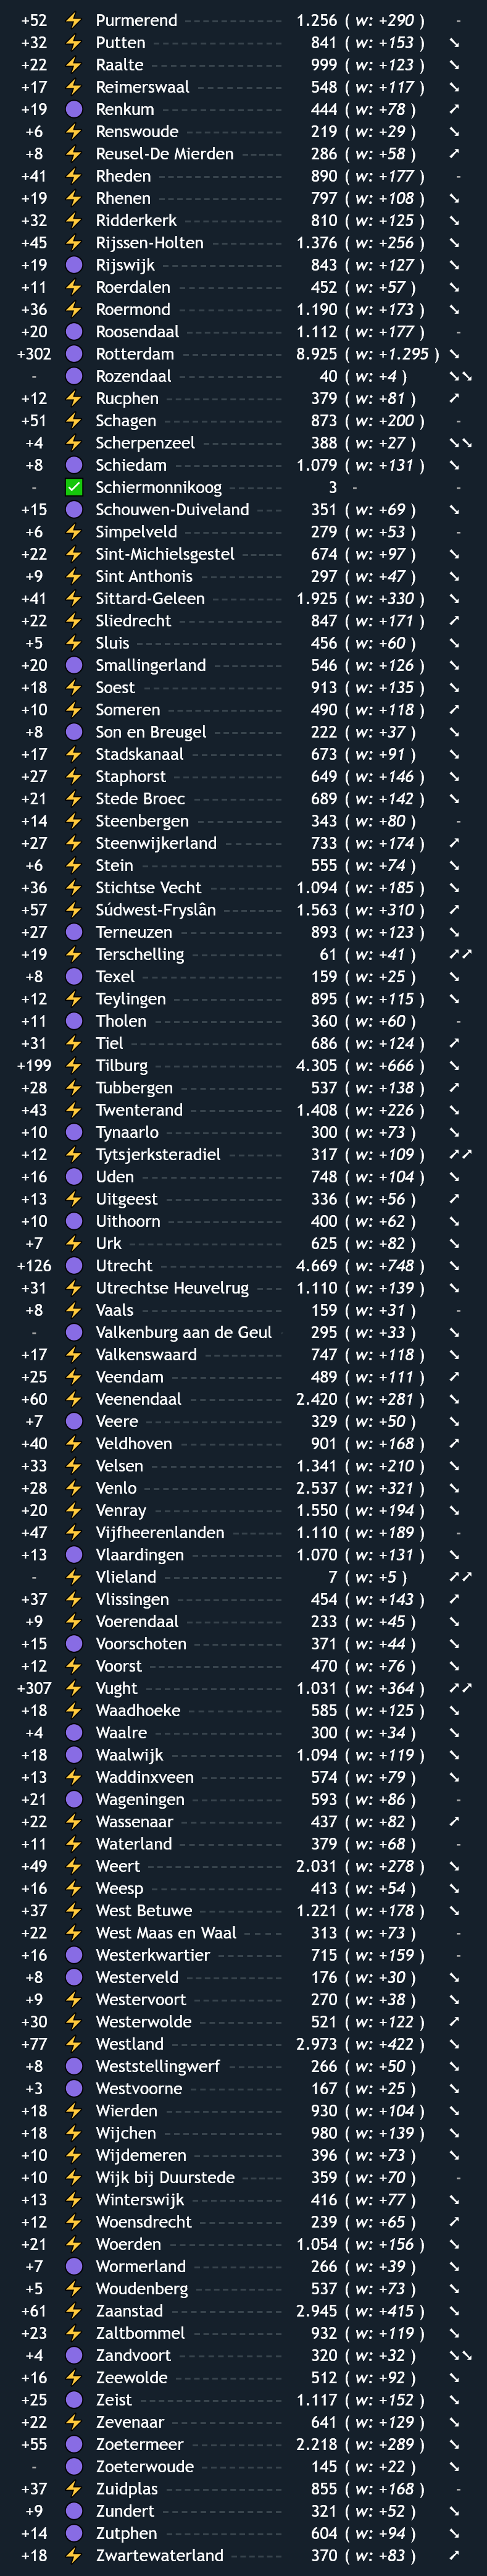 +52 ⚡ Purmerend 1.256 ( w: +290 ) -
+32 ⚡ Putten 841 ( w: +153 ) ↘
+22 ⚡ Raalte 999 ( w: +123 ) ↘
+17 ⚡ Reimerswaal 548 ( w: +117 ) ↘
+19 🟣 Renkum 444 ( w: +78 ) ↗
+6 ⚡ Renswoude 219 ( w: +29 ) ↘
+8 ⚡ Reusel-De Mierden 286 ( w: +58 ) ↗
+41 ⚡ Rheden 890 ( w: +177 ) -
+19 ⚡ Rhenen 797 ( w: +108 ) ↘
+32 ⚡ Ridderkerk 810 ( w: +125 ) ↘
+45 ⚡ Rijssen-Holten 1.376 ( w: +256 ) ↘
+19 🟣 Rijswijk 843 ( w: +127 ) ↘
+11 ⚡ Roerdalen 452 ( w: +57 ) ↘
+36 ⚡ Roermond 1.190 ( w: +173 ) ↘
+20 🟣 Roosendaal 1.112 ( w: +177 ) -
+302 🟣 Rotterdam 8.925 ( w: +1.295 ) ↘
- 🟣 Rozendaal 40 ( w: +4 ) ↘↘
+12 ⚡ Rucphen 379 ( w: +81 ) ↗
+51 ⚡ Schagen 873 ( w: +200 ) -
+4 ⚡ Scherpenzeel 388 ( w: +27 ) ↘↘
+8 🟣 Schiedam 1.079 ( w: +131 ) ↘
- ✅ Schiermonnikoog 3 - -
+15 🟣 Schouwen-Duiveland 351 ( w: +69 ) ↘
+6 ⚡ Simpelveld 279 ( w: +53 ) -
+22 ⚡ Sint-Michielsgestel 674 ( w: +97 ) ↘
+9 ⚡ Sint Anthonis 297 ( w: +47 ) ↘
+41 ⚡ Sittard-Geleen 1.925 ( w: +330 ) ↘
+22 ⚡ Sliedrecht 847 ( w: +171 ) ↗
+5 ⚡ Sluis 456 ( w: +60 ) ↘
+20 🟣 Smallingerland 546 ( w: +126 ) ↘
+18 ⚡ Soest 913 ( w: +135 ) ↘
+10 ⚡ Someren 490 ( w: +118 ) ↗
+8 🟣 Son en Breugel 222 ( w: +37 ) ↘
+17 ⚡ Stadskanaal 673 ( w: +91 ) ↘
+27 ⚡ Staphorst 649 ( w: +146 ) ↘
+21 ⚡ Stede Broec 689 ( w: +142 ) ↘
+14 ⚡ Steenbergen 343 ( w: +80 ) -
+27 ⚡ Steenwijkerland 733 ( w: +174 ) ↗
+6 ⚡ Stein 555 ( w: +74 ) ↘
+36 ⚡ Stichtse Vecht 1.094 ( w: +185 ) ↘
+57 ⚡ Súdwest-Fryslân 1.563 ( w: +310 ) ↗
+27 🟣 Terneuzen 893 ( w: +123 ) ↘
+19 ⚡ Terschelling 61 ( w: +41 ) ↗↗
+8 🟣 Texel 159 ( w: +25 ) ↘
+12 ⚡ Teylingen 895 ( w: +115 ) ↘
+11 🟣 Tholen 360 ( w: +60 ) -
+31 ⚡ Tiel 686 ( w: +124 ) ↗
+199 ⚡ Tilburg 4.305 ( w: +666 ) ↘
+28 ⚡ Tubbergen 537 ( w: +138 ) ↗
+43 ⚡ Twenterand 1.408 ( w: +226 ) ↘
+10 🟣 Tynaarlo 300 ( w: +73 ) ↘
+12 ⚡ Tytsjerksteradiel 317 ( w: +109 ) ↗↗
+16 🟣 Uden 748 ( w: +104 ) ↘
+13 ⚡ Uitgeest 336 ( w: +56 ) ↗
+10 🟣 Uithoorn 400 ( w: +62 ) ↘
+7 ⚡ Urk 625 ( w: +82 ) ↘
+126 🟣 Utrecht 4.669 ( w: +748 ) ↘
+31 ⚡ Utrechtse Heuvelrug 1.110 ( w: +139 ) ↘
+8 ⚡ Vaals 159 ( w: +31 ) -
- 🟣 Valkenburg aan de Geul 295 ( w: +33 ) ↘
+17 ⚡ Valkenswaard 747 ( w: +118 ) ↘
+25 ⚡ Veendam 489 ( w: +111 ) ↗
+60 ⚡ Veenendaal 2.420 ( w: +281 ) ↘
+7 🟣 Veere 329 ( w: +50 ) ↘
+40 ⚡ Veldhoven 901 ( w: +168 ) ↗
+33 ⚡ Velsen 1.341 ( w: +210 ) ↘
+28 ⚡ Venlo 2.537 ( w: +321 ) ↘
+20 ⚡ Venray 1.550 ( w: +194 ) ↘
+47 ⚡ Vijfheerenlanden 1.110 ( w: +189 ) -
+13 🟣 Vlaardingen 1.070 ( w: +131 ) ↘
- ⚡ Vlieland 7 ( w: +5 ) ↗↗
+37 ⚡ Vlissingen 454 ( w: +143 ) ↗
+9 ⚡ Voerendaal 233 ( w: +45 ) ↘
+15 🟣 Voorschoten 371 ( w: +44 ) ↘
+12 ⚡ Voorst 470 ( w: +76 ) ↘
+307 ⚡ Vught 1.031 ( w: +364 ) ↗↗
+18 ⚡ Waadhoeke 585 ( w: +125 ) ↘
+4 🟣 Waalre 300 ( w: +34 ) ↘
+18 🟣 Waalwijk 1.094 ( w: +119 ) ↘
+13 ⚡ Waddinxveen 574 ( w: +79 ) ↘
+21 🟣 Wageningen 593 ( w: +86 ) -
+22 ⚡ Wassenaar 437 ( w: +82 ) ↗
+11 ⚡ Waterland 379 ( w: +68 ) -
+49 ⚡ Weert 2.031 ( w: +278 ) ↘
+16 ⚡ Weesp 413 ( w: +54 ) ↘
+37 ⚡ West Betuwe 1.221 ( w: +178 ) ↘
+22 ⚡ West Maas en Waal 313 ( w: +73 ) -
+16 🟣 Westerkwartier 715 ( w: +159 ) -
+8 🟣 Westerveld 176 ( w: +30 ) ↘
+9 ⚡ Westervoort 270 ( w: +38 ) ↘
+30 ⚡ Westerwolde 521 ( w: +122 ) ↗
+77 ⚡ Westland 2.973 ( w: +422 ) ↘
+8 🟣 Weststellingwerf 266 ( w: +50 ) ↘
+3 🟣 Westvoorne 167 ( w: +25 ) ↘
+18 ⚡ Wierden 930 ( w: +104 ) ↘
+18 ⚡ Wijchen 980 ( w: +139 ) ↘
+10 ⚡ Wijdemeren 396 ( w: +73 ) ↘
+10 ⚡ Wijk bij Duurstede 359 ( w: +70 ) -
+13 ⚡ Winterswijk 416 ( w: +77 ) ↘
+12 ⚡ Woensdrecht 239 ( w: +65 ) ↗
+21 ⚡ Woerden 1.054 ( w: +156 ) ↘
+7 🟣 Wormerland 266 ( w: +39 ) ↘
+5 ⚡ Woudenberg 537 ( w: +73 ) ↘
+61 ⚡ Zaanstad 2.945 ( w: +415 ) ↘
+23 ⚡ Zaltbommel 932 ( w: +119 ) ↘
+4 🟣 Zandvoort 320 ( w: +32 ) ↘↘
+16 ⚡ Zeewolde 512 ( w: +92 ) ↘
+25 🟣 Zeist 1.117 ( w: +152 ) ↘
+22 ⚡ Zevenaar 641 ( w: +129 ) ↘
+55 🟣 Zoetermeer 2.218 ( w: +289 ) ↘
- 🟣 Zoeterwoude 145 ( w: +22 ) ↘
+37 ⚡ Zuidplas 855 ( w: +168 ) -
+9 🟣 Zundert 321 ( w: +52 ) ↘
+14 🟣 Zutphen 604 ( w: +94 ) ↘
+18 ⚡ Zwartewaterland 370 ( w: +83 ) ↗